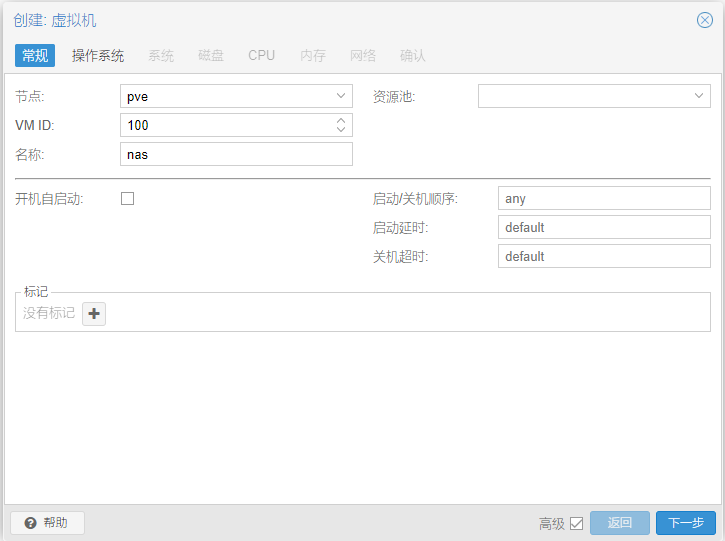 创建: 虚拟机
常规 操作系统 系统 磁盘 CPU 内存 网络 确认
节点: pve 资源池:
VM ID: 100
名称: nas
开机自启动: 启动/关机顺序: any
启动延时: default
关机超时: default
标记
没有标记
帮助 高级 返回 下一步